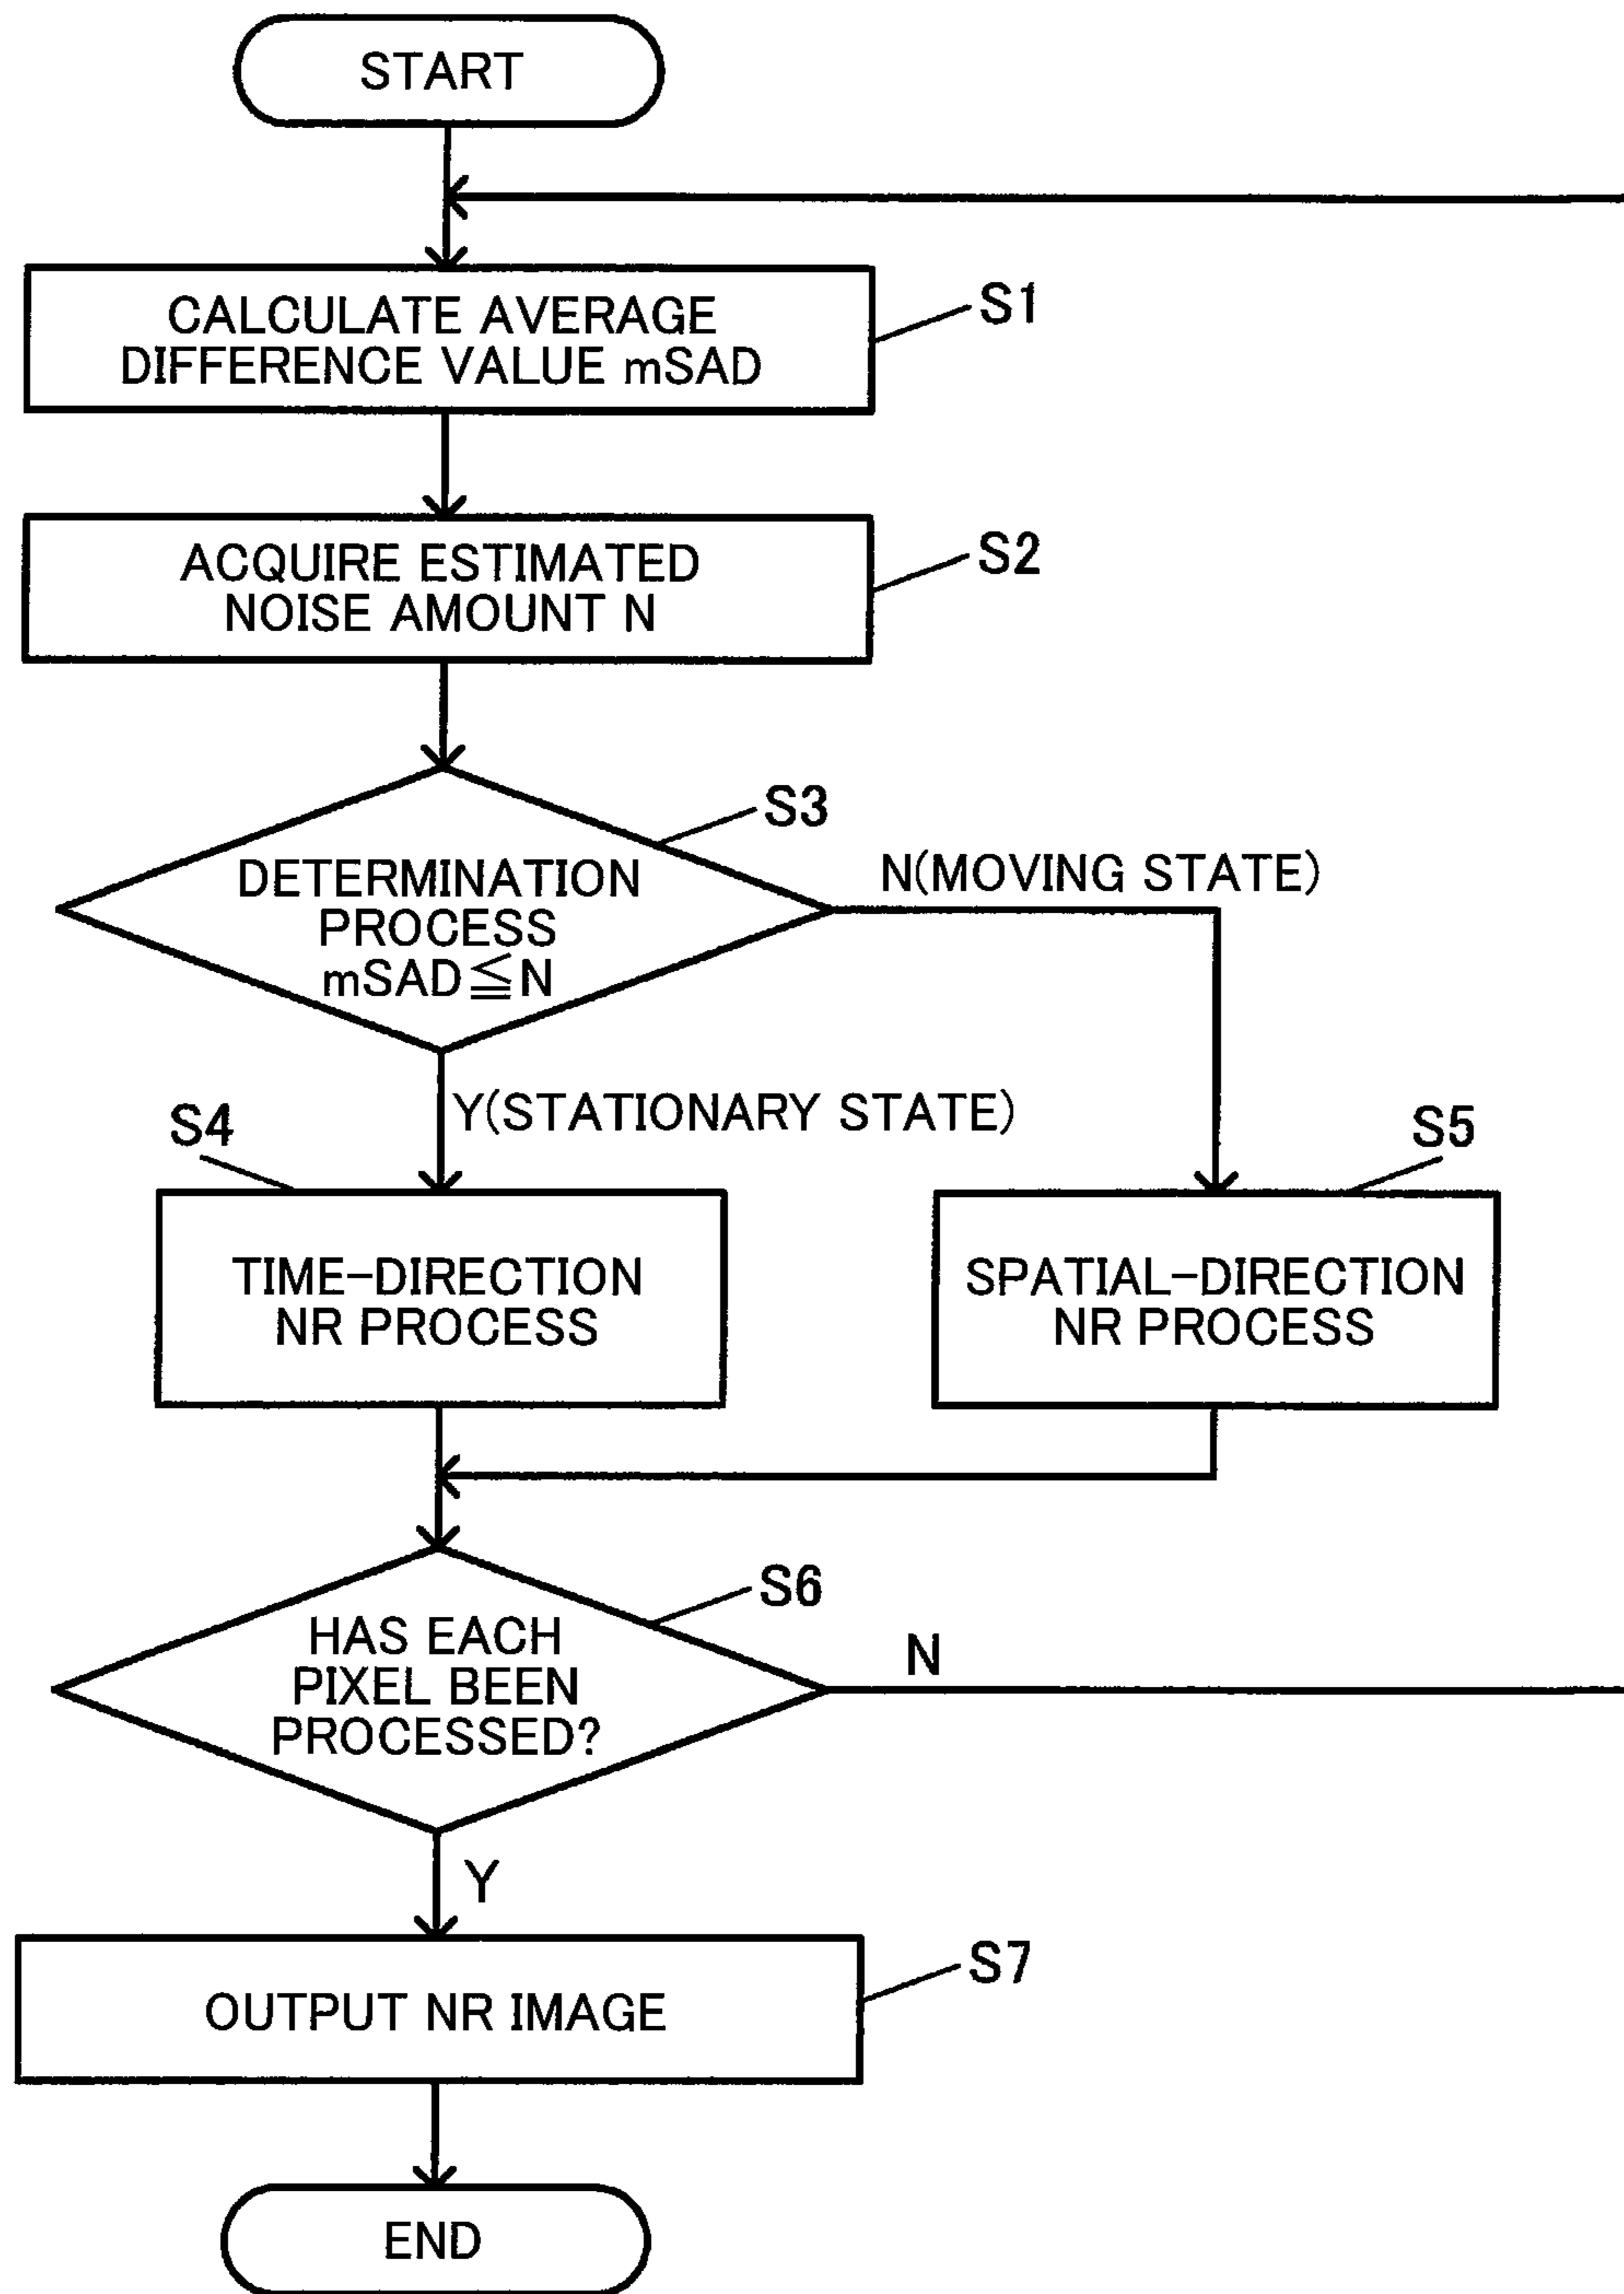 START
CALCULATE AVERAGE
DIFFERENCE VALUE mSAD
S1
ACQUIRE ESTIMATED
NOISE AMOUNT N
S2
S3
DETERMINATION
PROCESS
mSAD≦N
N(MOVING STATE)
Y(STATIONARY STATE)
S4
S5
TIME-DIRECTION
NR PROCESS
SPATIAL-DIRECTION
NR PROCESS
S6
HAS EACH
PIXEL BEEN
PROCESSED?
N
Y
S7
OUTPUT NR IMAGE
END